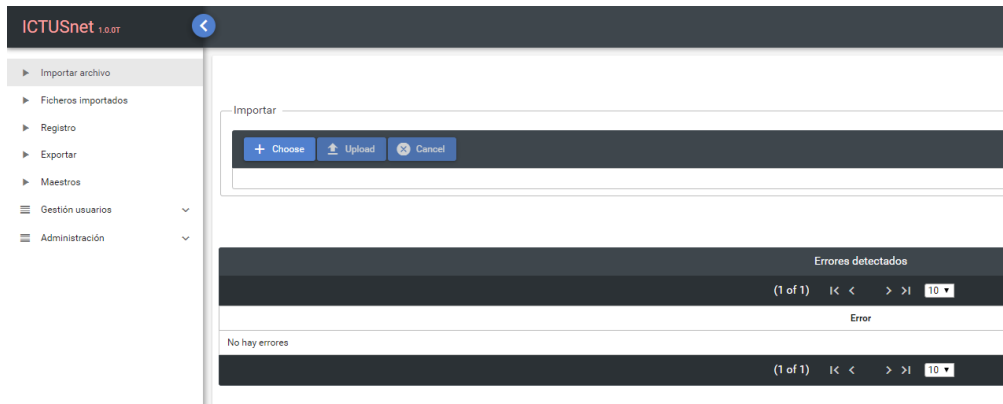 ICTUSnet 1.0.0T
Importar archivo
Ficheros importados
Registro
Exportar
Maestros
Gestión usuarios
Administración
Importar
Choose Upload Cancel
Errores detectados
(1 of 1) 10
Error
No hay errores
(1 of 1) 10